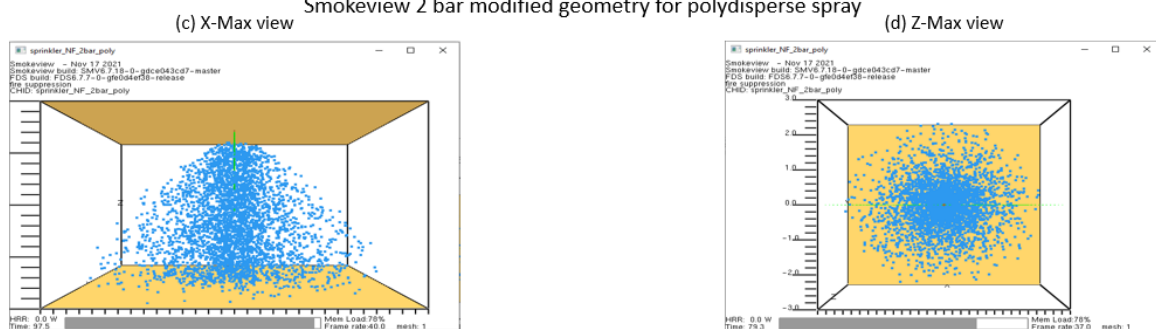 Smokeview 2 bar modified geometry for polydisperse spray
(c) X-Max view
(d) Z-Max view
sprinkler_NF_2bar_poly
Smokeview - Nov 17 2021
Smokeview build: SMV6.7.18-0-gdce043cd7-master
FDS build: FDS6.7.7-0-gfe0d4ef38-release
fire suppression
CHID: sprinkler_NF_2bar_poly
Z
HRR: 0.0 W
Time: 97.5
Mem Load:78%
Frame rate:40.0 mesh: 1
sprinkler_NF_2bar_poly
Smokeview - Nov 17 2021
Smokeview build: SMV6.7.18-0-gdce043cd7-master
FDS build: FDS6.7.7-0-gfe0d4ef38-release
fire suppression
CHID: sprinkler_NF_2bar_poly
3.0
2.0
1.0
0.0
-1.0
-2.0
-3.0
HRR: 0.0 W
Time: 79.3
Mem Load:78%
Frame rate:37.0 mesh: 1